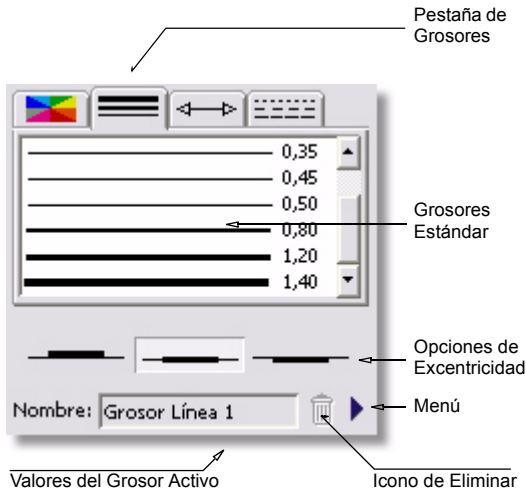 Pestaña de
Grosores
0,35
0,45
0,50
0,80
1,20
1,40
Grosores
Estándar
Opciones de
Excentricidad
Nombre: Grosor Línea 1
Menú
Valores del Grosor Activo
Icono de Eliminar